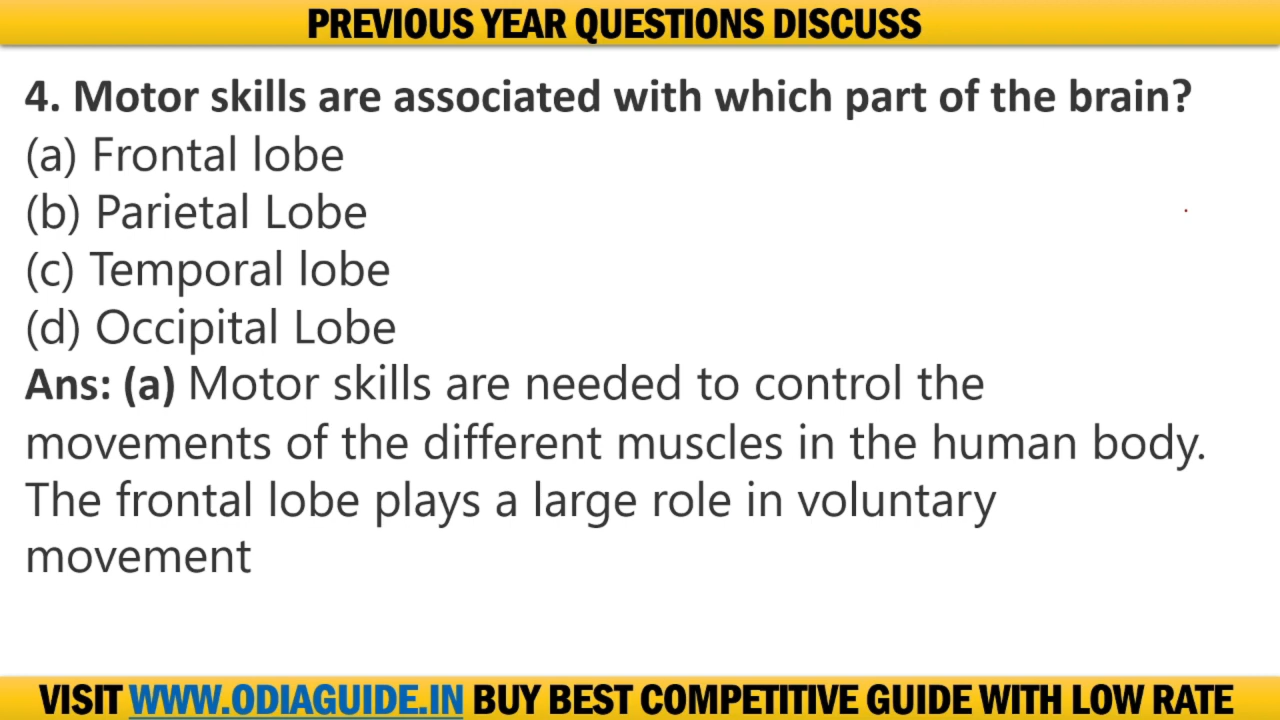 PREVIOUS YEAR QUESTIONS DISCUSS
4. Motor skills are associated with which part of the brain?
(a) Frontal lobe
(b) Parietal Lobe
(c) Temporal lobe
(d) Occipital Lobe
Ans: (a) Motor skills are needed to control the
movements of the different muscles in the human body.
The frontal lobe plays a large role in voluntary
movement
VISIT WWW.ODIAGUIDE.IN BUY BEST COMPETITIVE GUIDE WITH LOW RATE